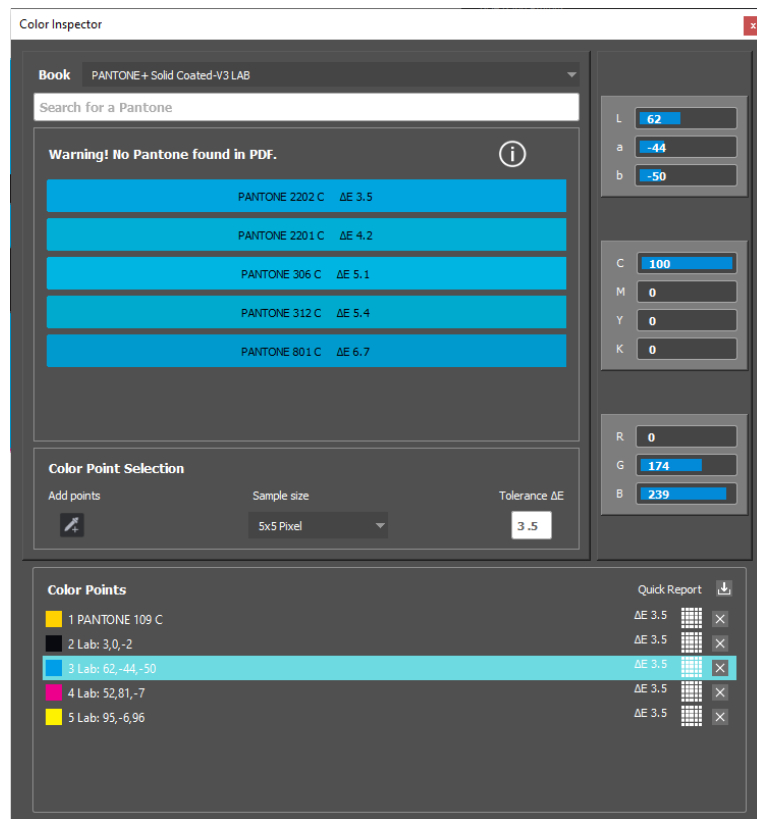 Color Inspector
x
Book PANTONE+ Solid Coated-V3 LAB
Search for a Pantone
Warning! No Pantone found in PDF.
PANTONE 2202 C ΔE 3.5
PANTONE 2201 C ΔE 4.2
PANTONE 306 C ΔE 5.1
PANTONE 312 C ΔE 5.4
PANTONE 801 C ΔE 6.7
L 62
a -44
b -50
C 100
M 0
Y 0
K 0
R 0
G 174
B 239
Color Point Selection
Add points Sample size Tolerance ΔE
5x5 Pixel 3.5
Color Points Quick Report
1 PANTONE 109 C ΔE 3.5
2 Lab: 3,0,-2 ΔE 3.5
3 Lab: 62,-44,-50 ΔE 3.5
4 Lab: 52,81,-7 ΔE 3.5
5 Lab: 95,-6,96 ΔE 3.5